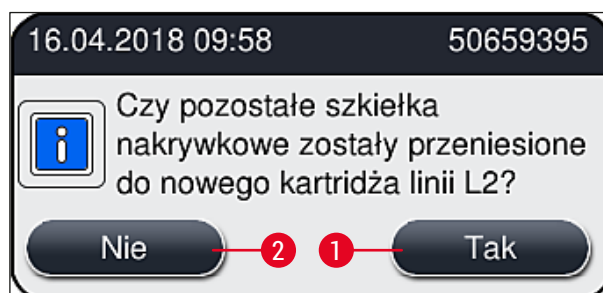 16.04.2018 09:58 50659395
Czy pozostałe szkiełka
nakrywkowe zostały przeniesione
do nowego kartridża linii L2?
Nie 2 1 Tak